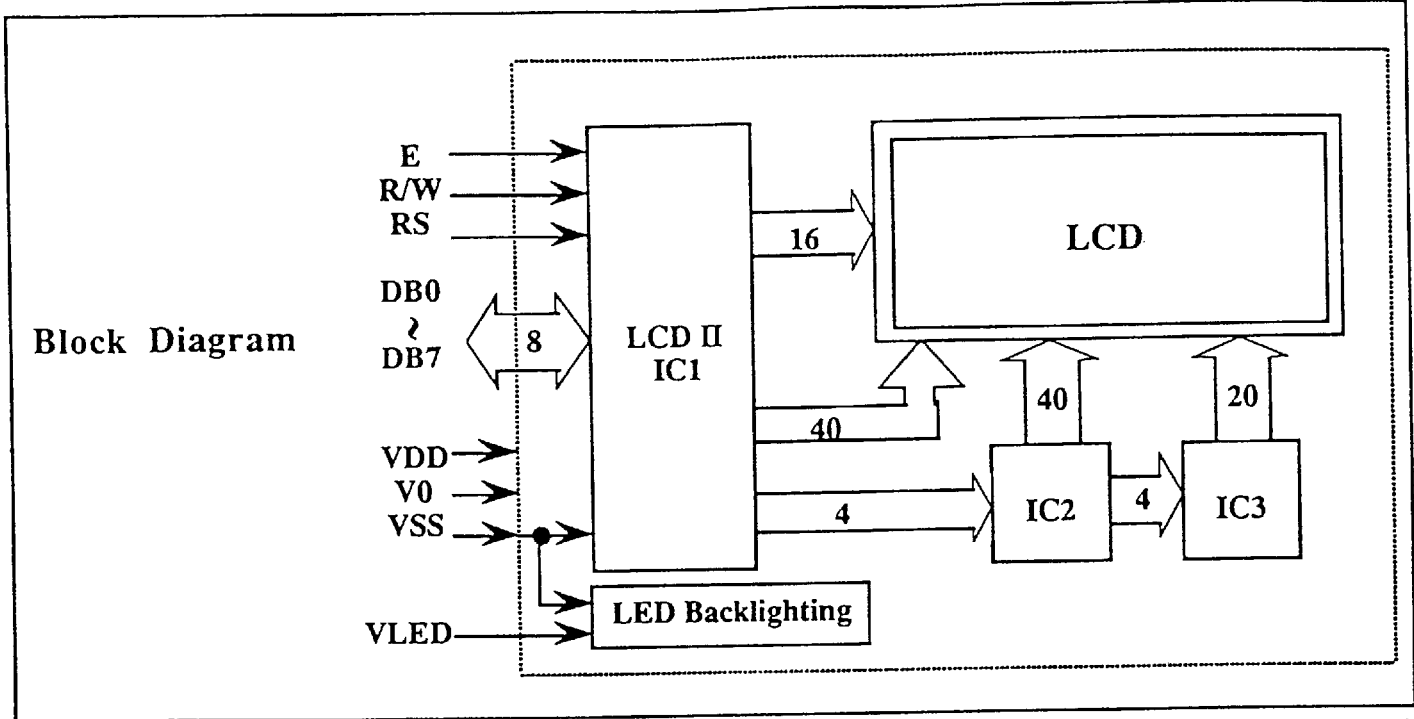 Block Diagram
E
R/W
RS
DB0
~
DB7
8
VDD
V0
VSS
VLED
LCD II
IC1
16
LCD
40
40
20
4
IC2
4
IC3
LED Backlighting